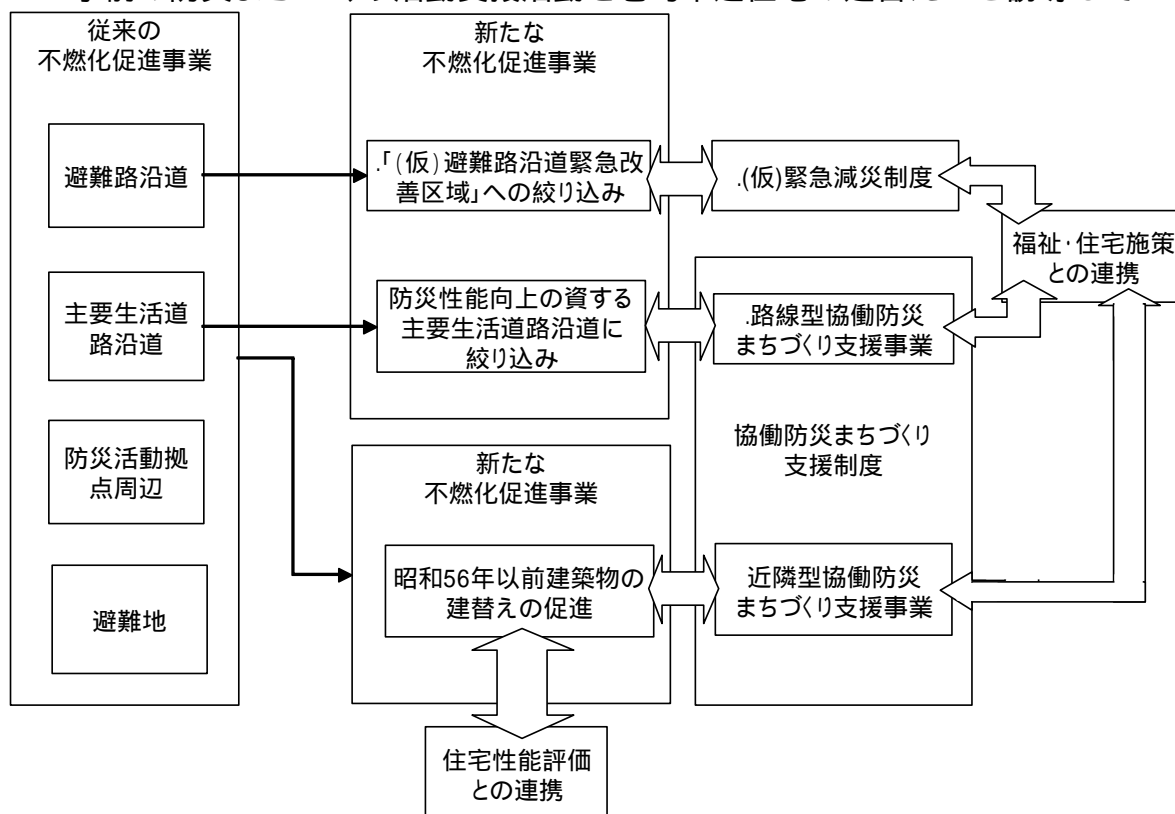 従来の
不燃化促進事業
避難路沿道
主要生活道
路沿道
防災活動拠
点周辺
避難地
新たな
不燃化促進事業
.「(仮)避難路沿道緊急改
善区域」への絞り込み
防災性能向上の資する
主要生活道路沿道に
絞り込み
新たな
不燃化促進事業
昭和56年以前建築物の
建替えの促進
住宅性能評価
との連携
.(仮)緊急減災制度
.路線型協働防災
まちづくり支援事業
協働防災まちづくり
支援制度
近隣型協働防災
まちづくり支援事業
福祉・住宅施策
との連携